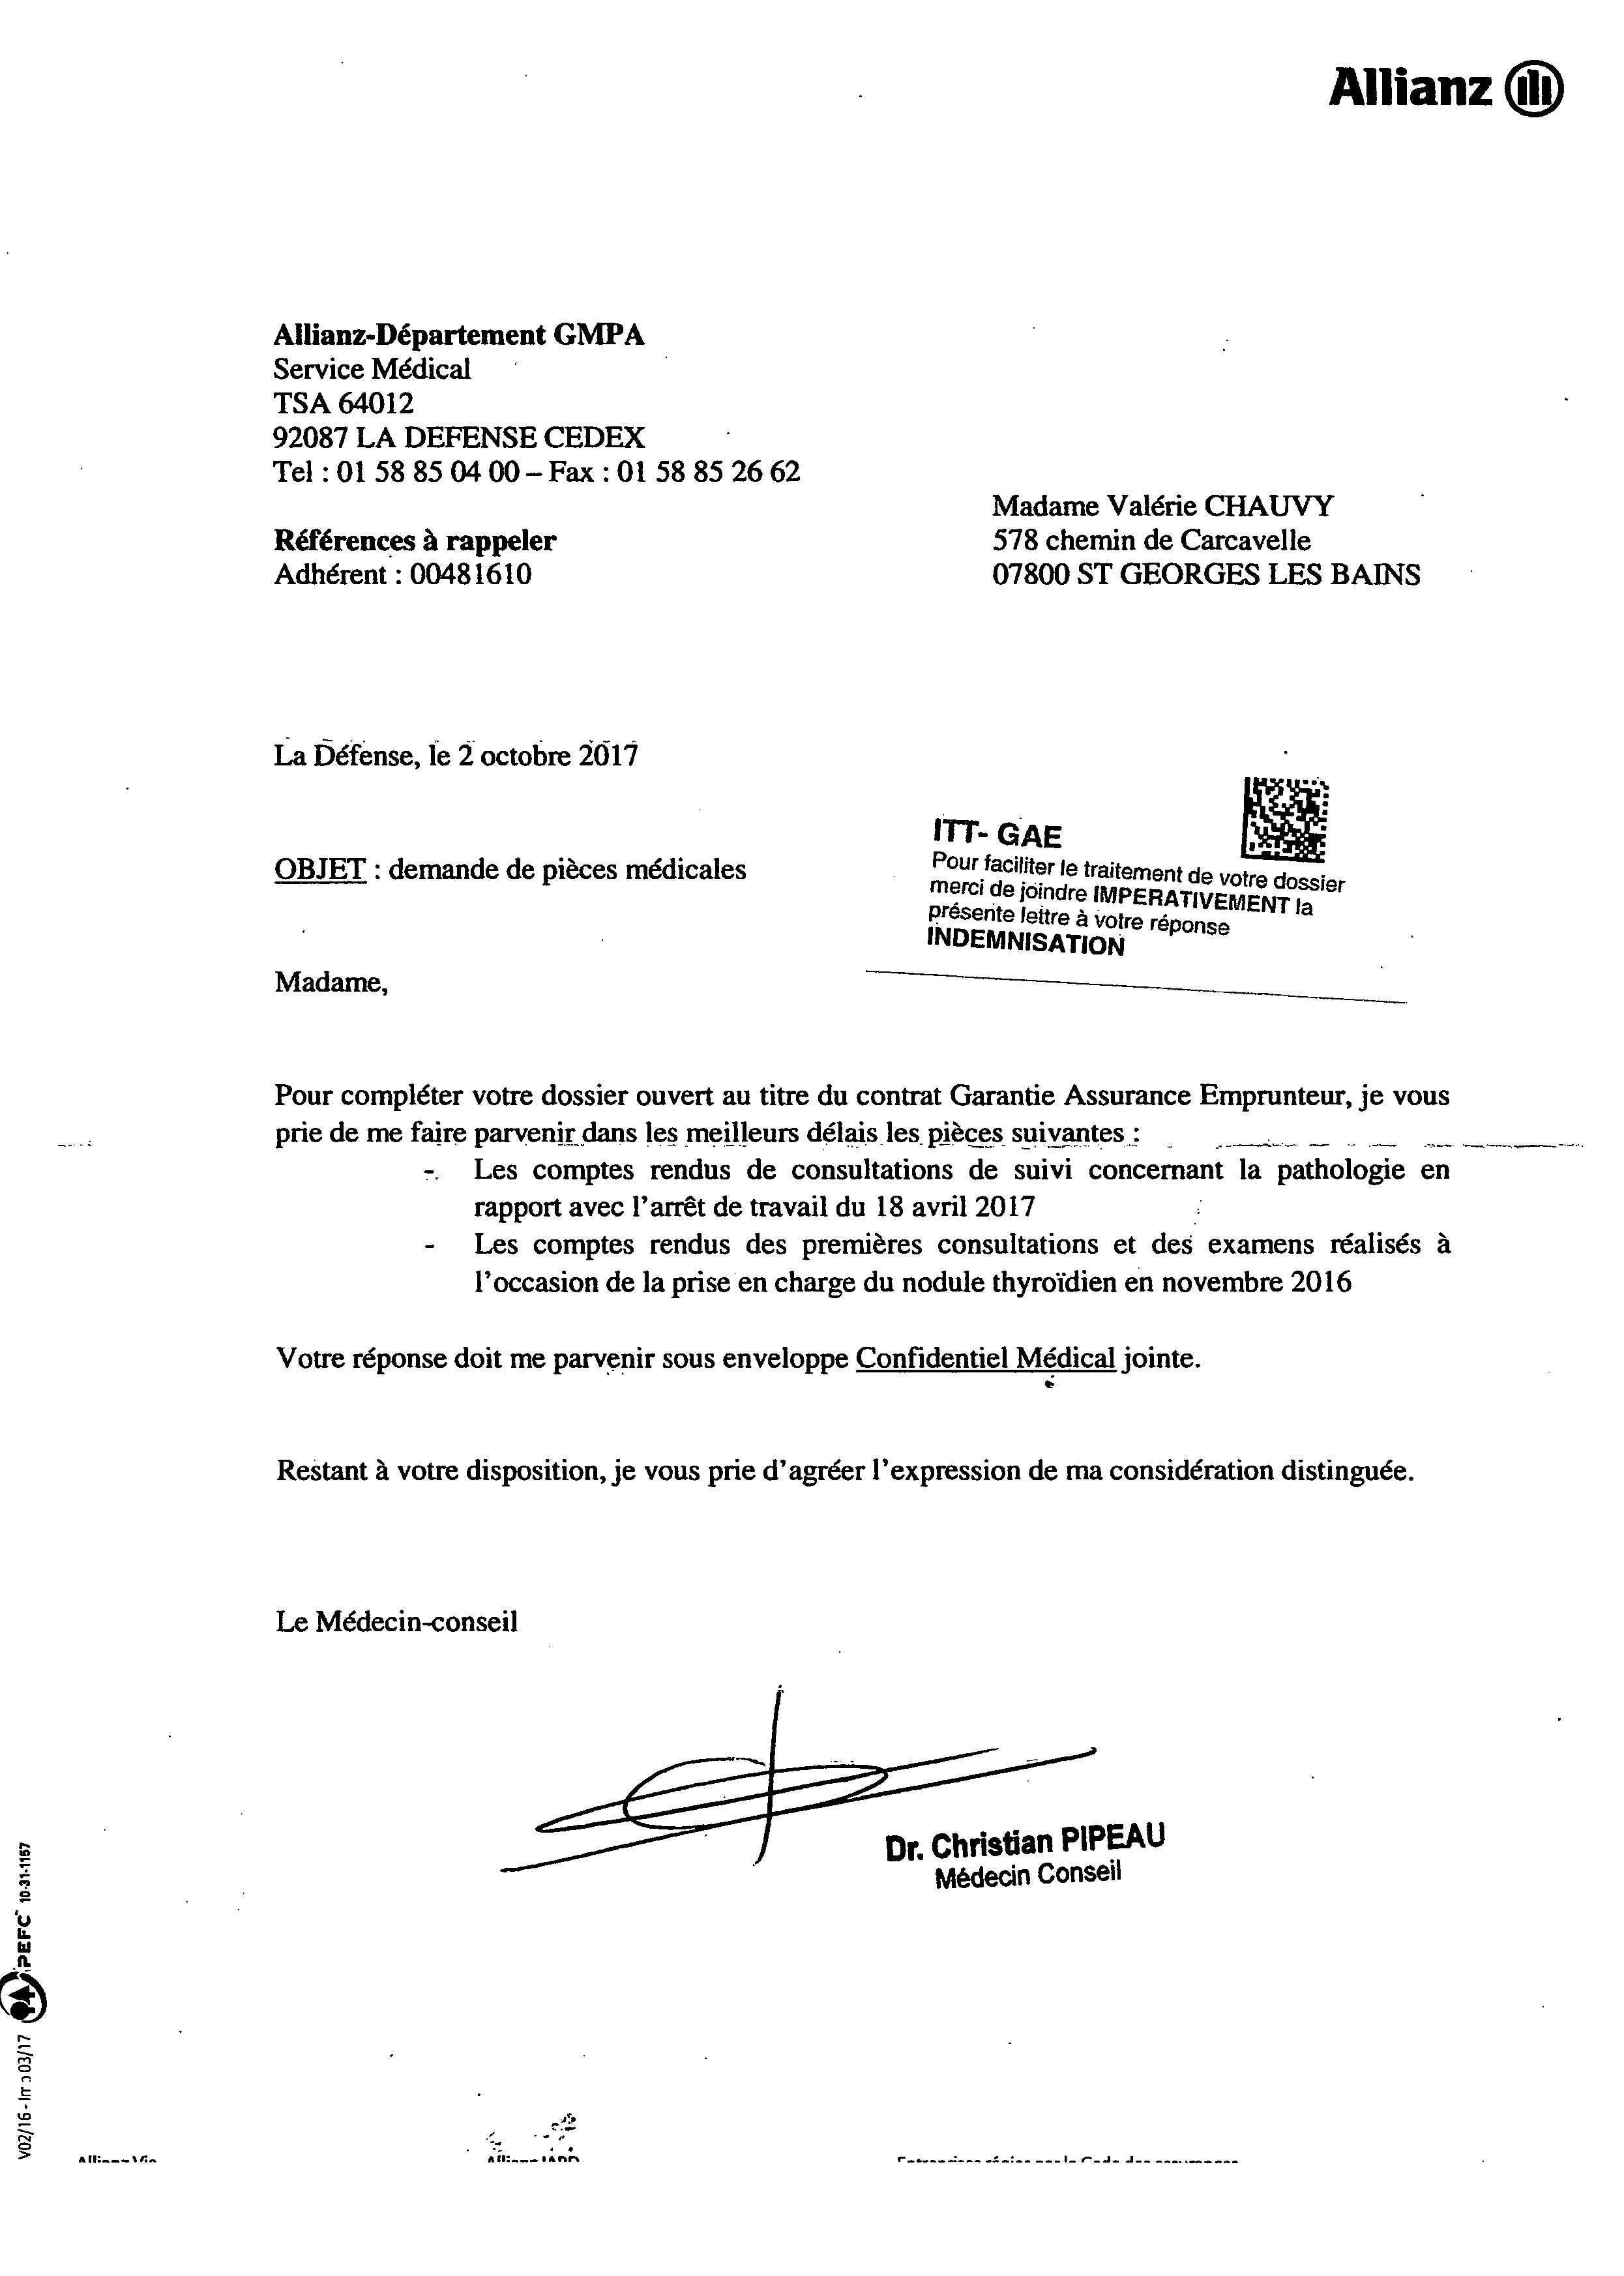 Allianz
Allianz-Département GMPA
Service Médical
TSA 64012
92087 LA DEFENSE CEDEX
Tel : 01 58 85 04 00 – Fax : 01 58 85 26 62
Madame Valérie CHAUVY
578 chemin de Carcavelle
07800 ST GEORGES LES BAINS
Références à rappeler
Adhérent : 00481610
La Défense, le 2 octobre 2017
ITT- GAE
Pour faciliter le traitement de votre dossier
merci de joindre IMPERATIVEMENT la
présente lettre à votre réponse
INDEMNISATION
OBJET : demande de pièces médicales
Madame,
Pour compléter votre dossier ouvert au titre du contrat Garantie Assurance Emprunteur, je vous
prie de me faire parvenir dans les meilleurs délais les pièces suivantes :
- Les comptes rendus de consultations de suivi concernant la pathologie en
rapport avec l'arrêt de travail du 18 avril 2017
- Les comptes rendus des premières consultations et des examens réalisés à
l'occasion de la prise en charge du nodule thyroïdien en novembre 2016
Votre réponse doit me parvenir sous enveloppe Confidentiel Médical jointe.
Restant à votre disposition, je vous prie d'agréer l'expression de ma considération distinguée.
Le Médecin-conseil
Dr. Christian PIPEAU
Médecin Conseil
PEFC 10-31-1157
V02/16 - 03/17
Allianz Vie
Allianz IARD